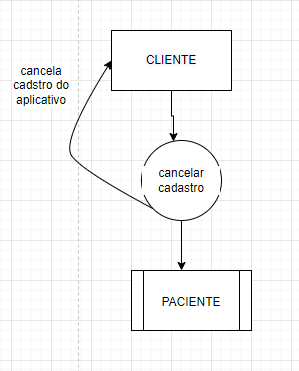 CLIENTE
cancela
cadstro do
aplicativo
cancelar
cadastro
PACIENTE